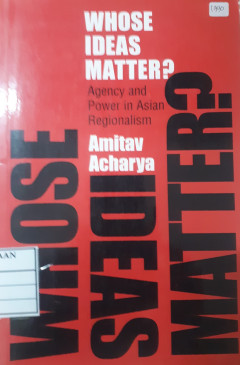 WHOSE
IDEAS
MATTER?
Agency and
Power in Asian
Regionalism
Amitav
Acharya
WHOSE
IDEAS
MATTER?